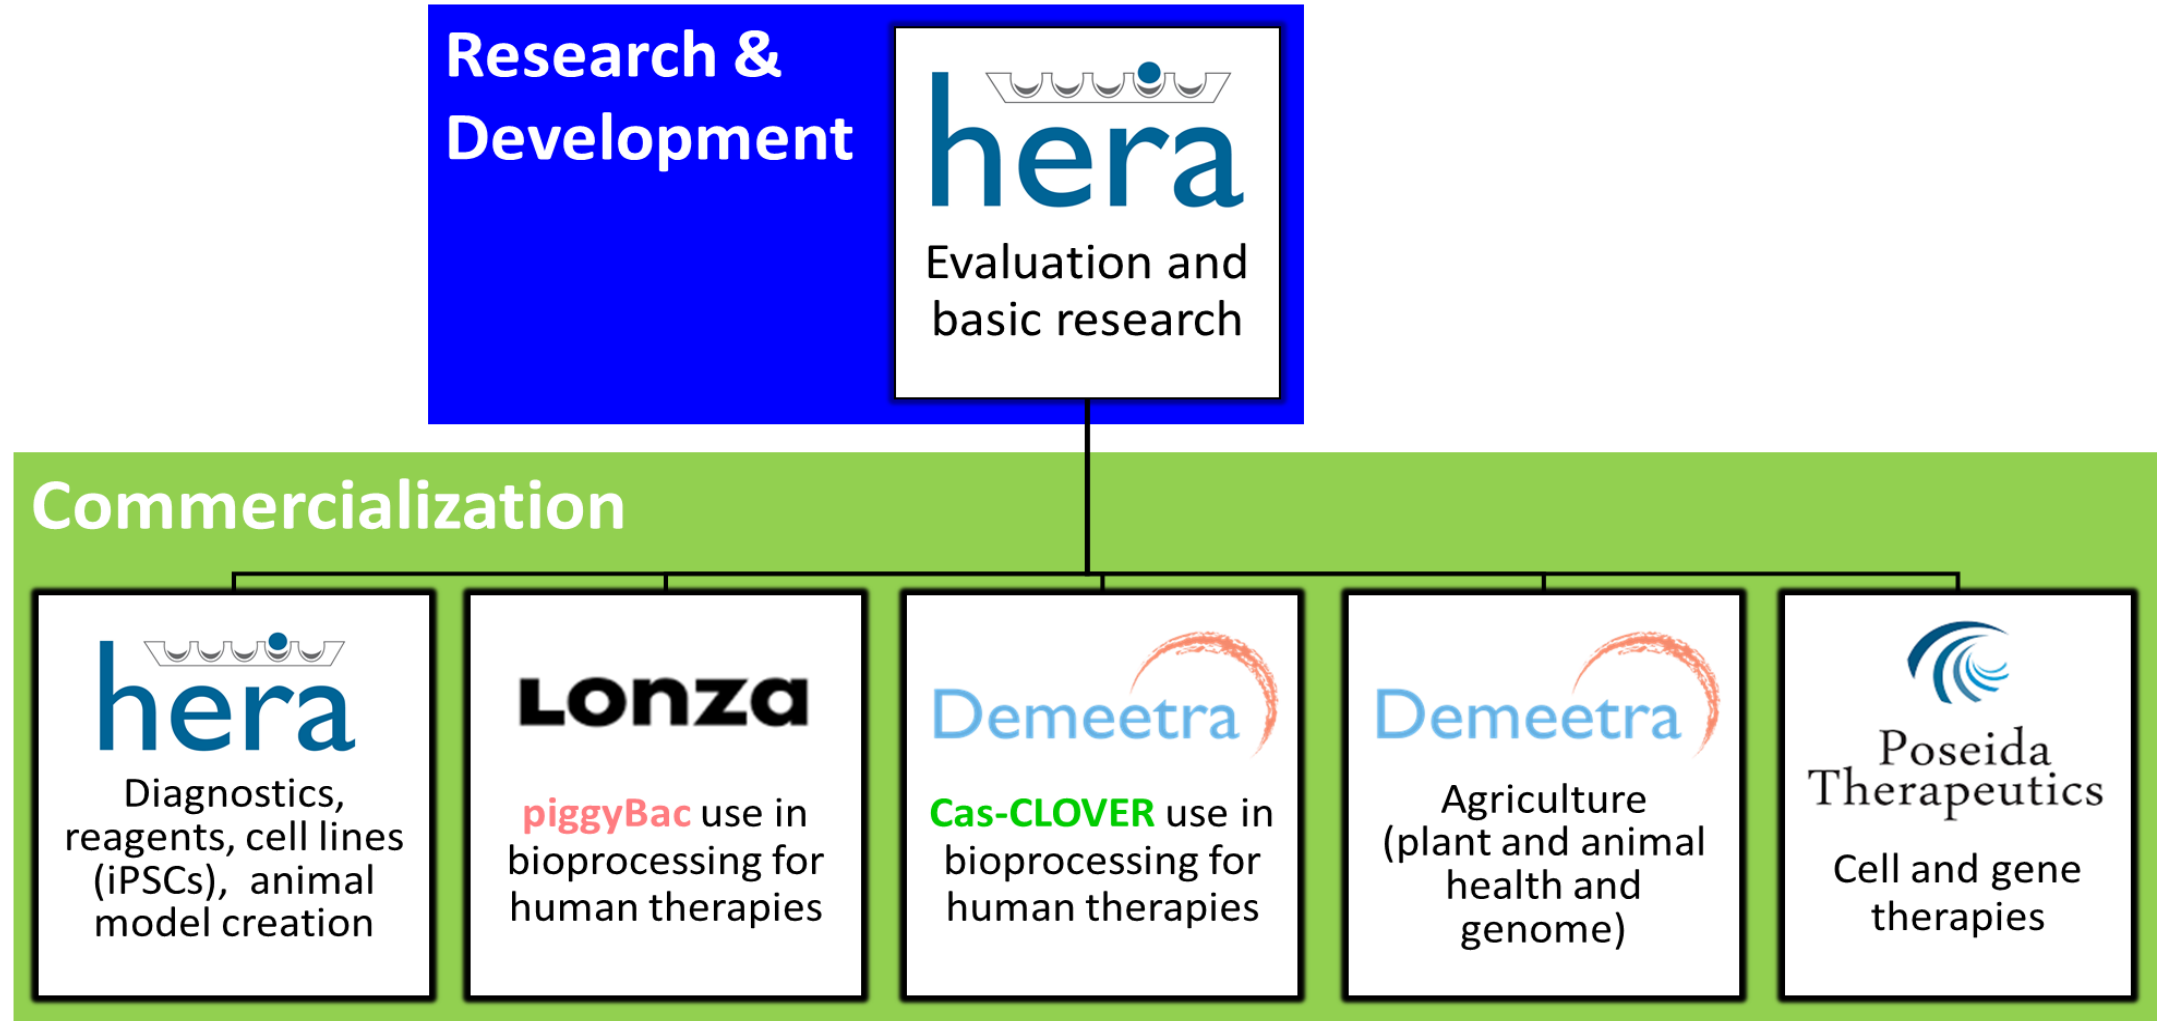 Research &
Development
hera
Evaluation and
basic research
Commercialization
hera
Diagnostics,
reagents, cell lines
(iPSCs), animal
model creation
Lonza
piggyBac use in
bioprocessing for
human therapies
Demeetra
Cas-CLOVER use in
bioprocessing for
human therapies
Demeetra
Agriculture
(plant and animal
health and
genome)
Poseida
Therapeutics
Cell and gene
therapies